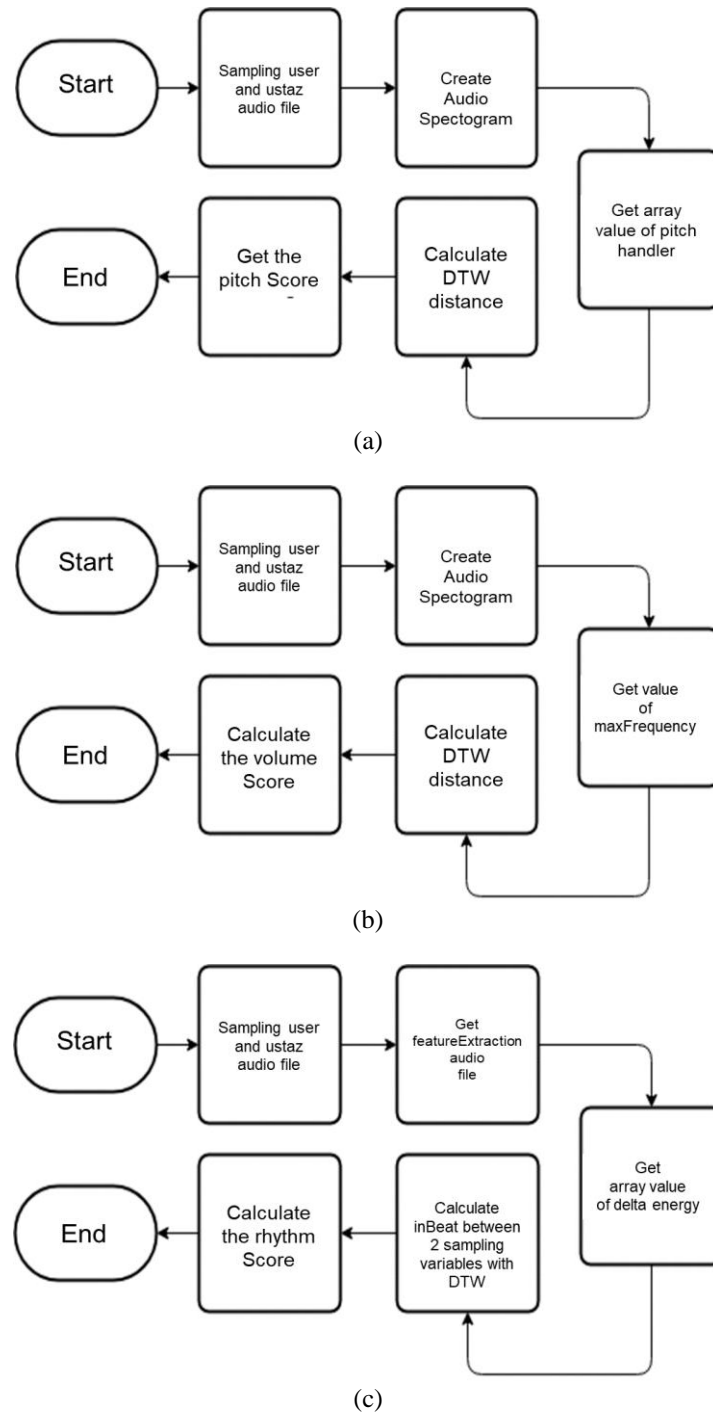 Start
Sampling user
and ustaz
audio file
Create
Audio
Spectogram
Get array
value of pitch
handler
Calculate
DTW
distance
Get the
pitch Score
End
(a)
Start
Sampling user
and ustaz
audio file
Create
Audio
Spectogram
Get value
of
maxFrequency
Calculate
DTW
distance
Calculate
the volume
Score
End
(b)
Start
Sampling user
and ustaz
audio file
Get
featureExtraction
audio
file
Get
array value
of delta energy
Calculate
inBeat between
2 sampling
variables with
DTW
Calculate
the rhythm
Score
End
(c)